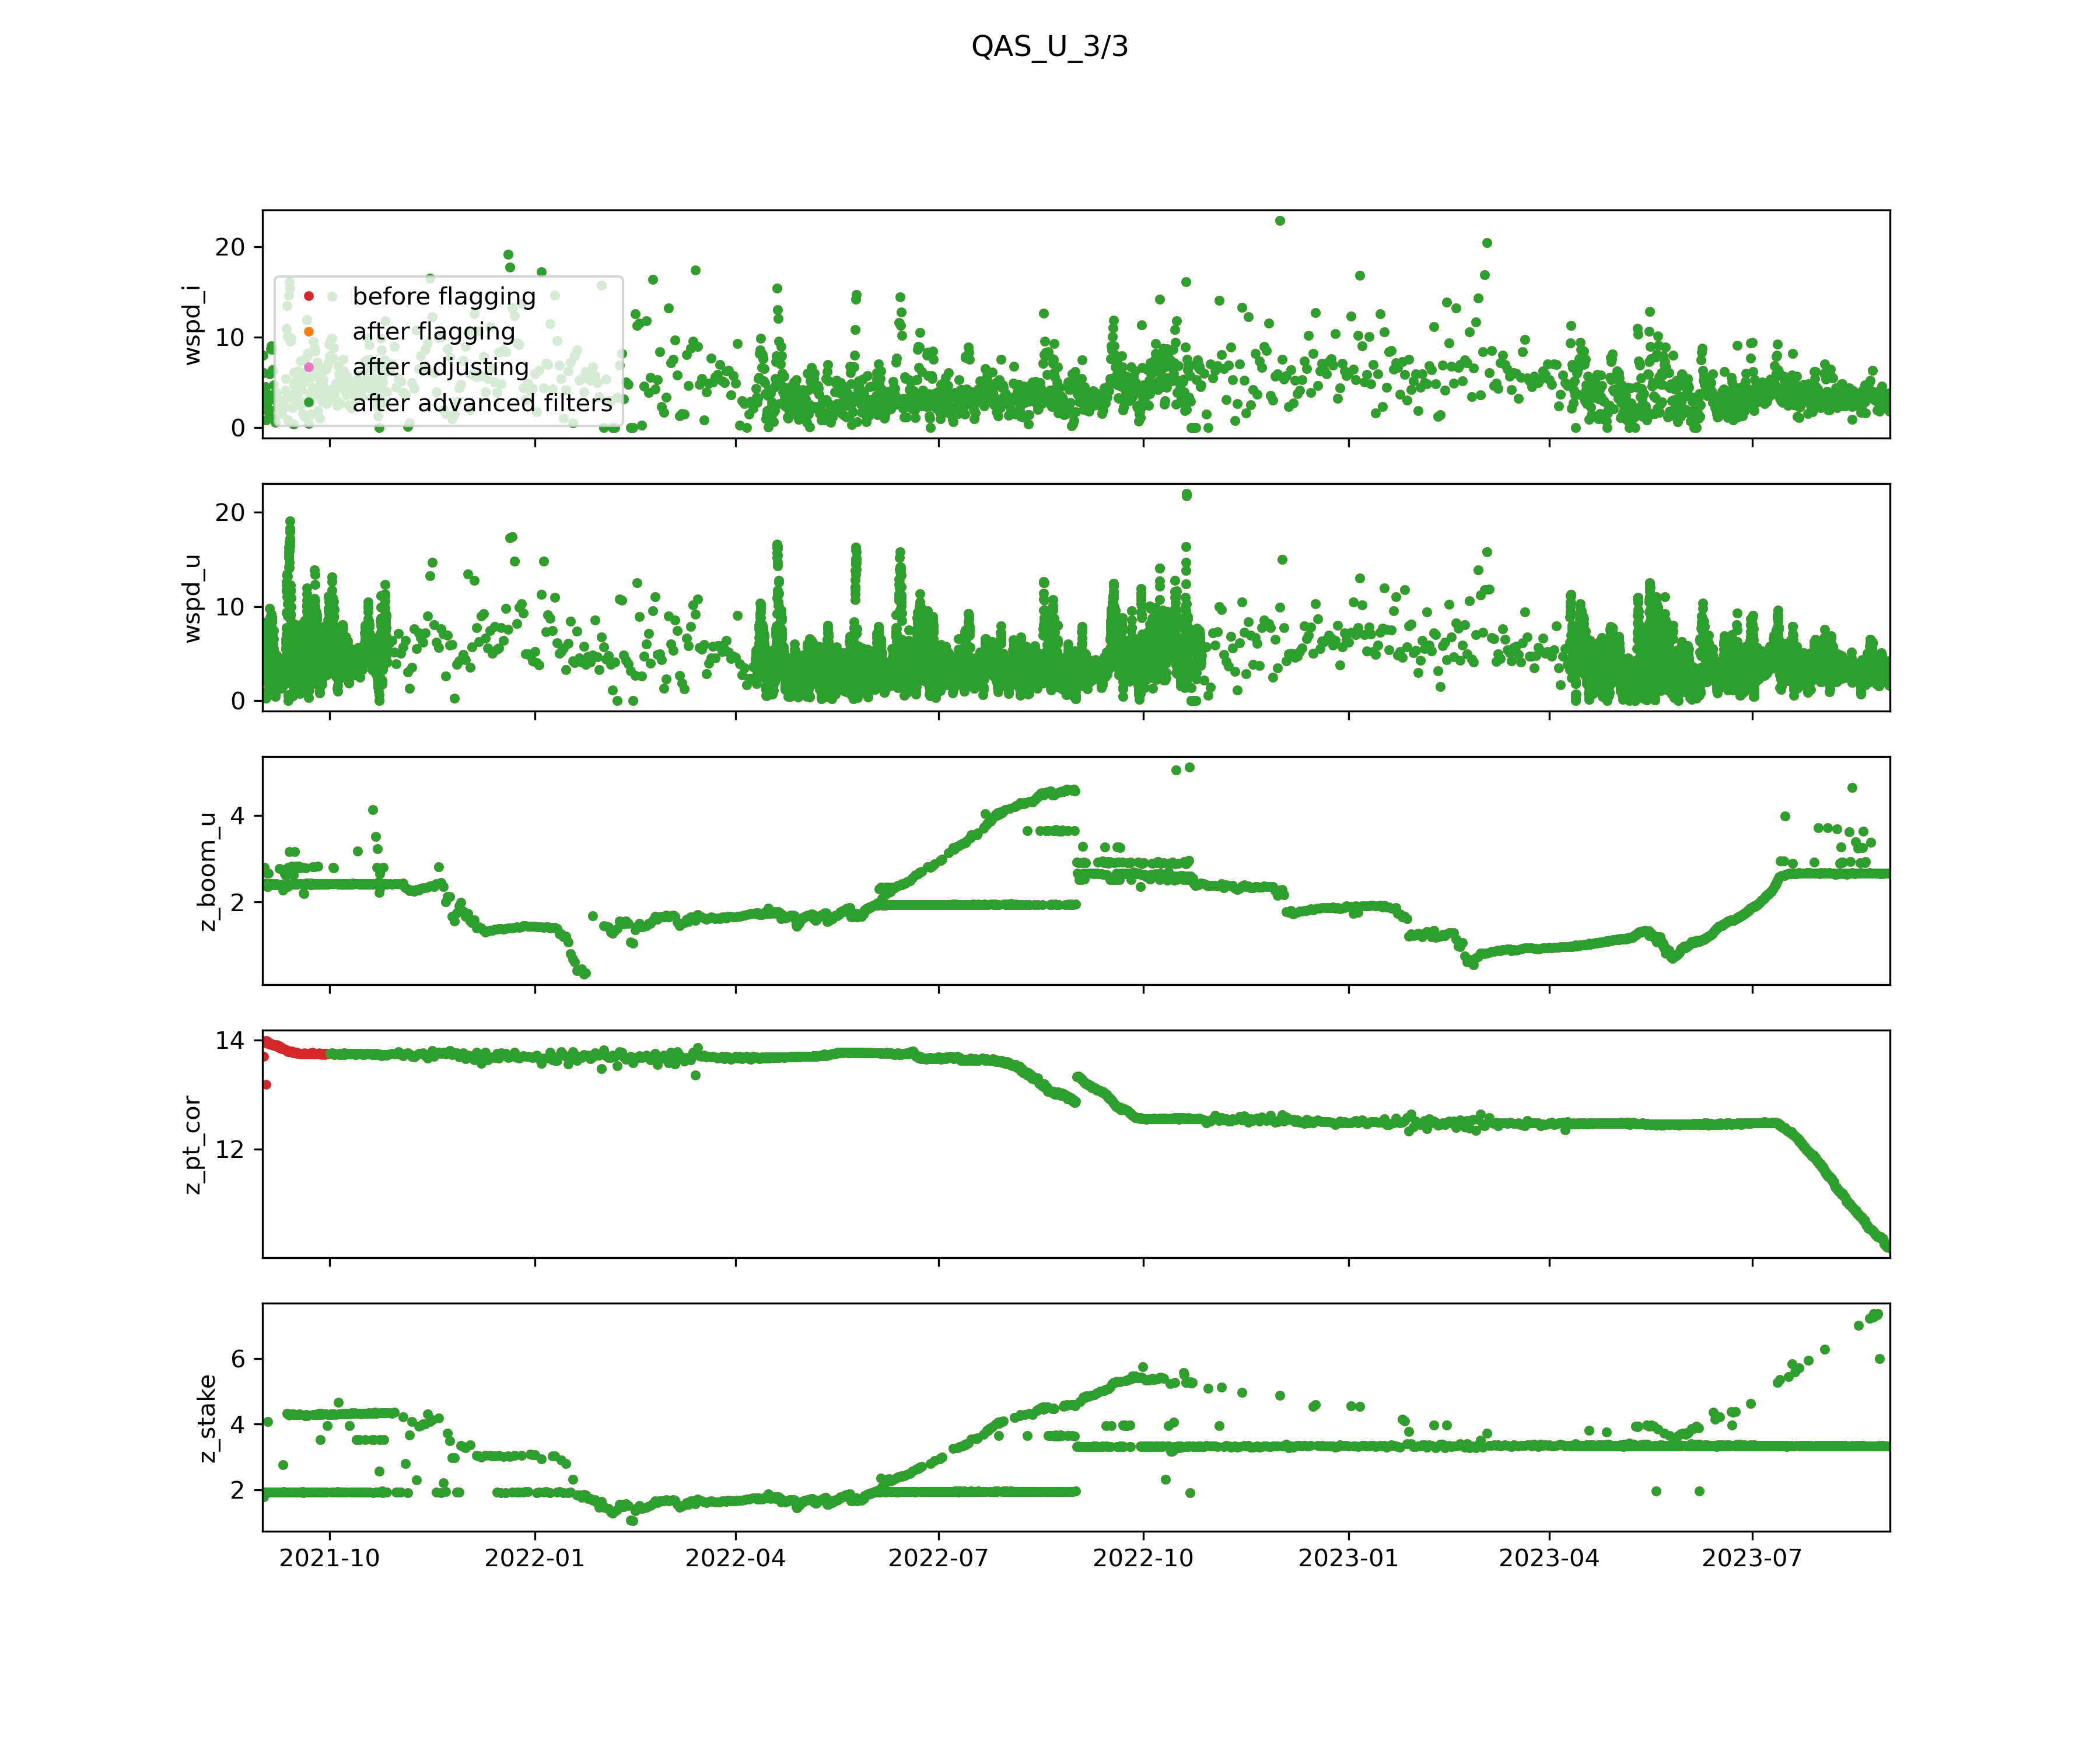 QAS_U_3/3
wspd_i
20
10
0
before flagging
after flagging
after adjusting
after advanced filters
wspd_u
20
10
0
z_boom_u
4
2
z_pt_cor
14
12
z_stake
6
4
2
2021-10 2022-01 2022-04 2022-07 2022-10 2023-01 2023-04 2023-07